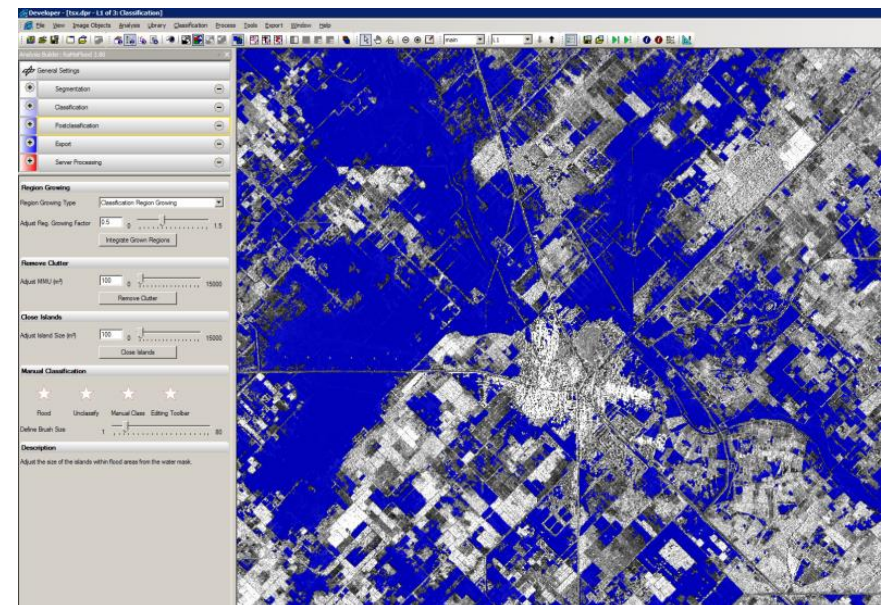 Developer - [tsx.dpr - L1 of 3: Classification]
File View Image Objects Analysis Library Classification Process Tools Export Window Help
main L1
General Settings
Segmentation
Classification
Postclassification
Export
Server Processing
Region Growing
Region Growing Type Classification Region Growing
Adjust Reg. Growing Factor 0.5 0 1.5
Integrate Grown Regions
Remove Clutter
Adjust MMU (m²) 100 0 15000
Remove Clutter
Close Islands
Adjust Island Size (m²) 100 0 15000
Close Islands
Manual Classification
Flood Unclassify Manual Class Editing Toolbar
Define Brush Size 1 80
Description
Adjust the size of the islands within flood areas from the water mask.